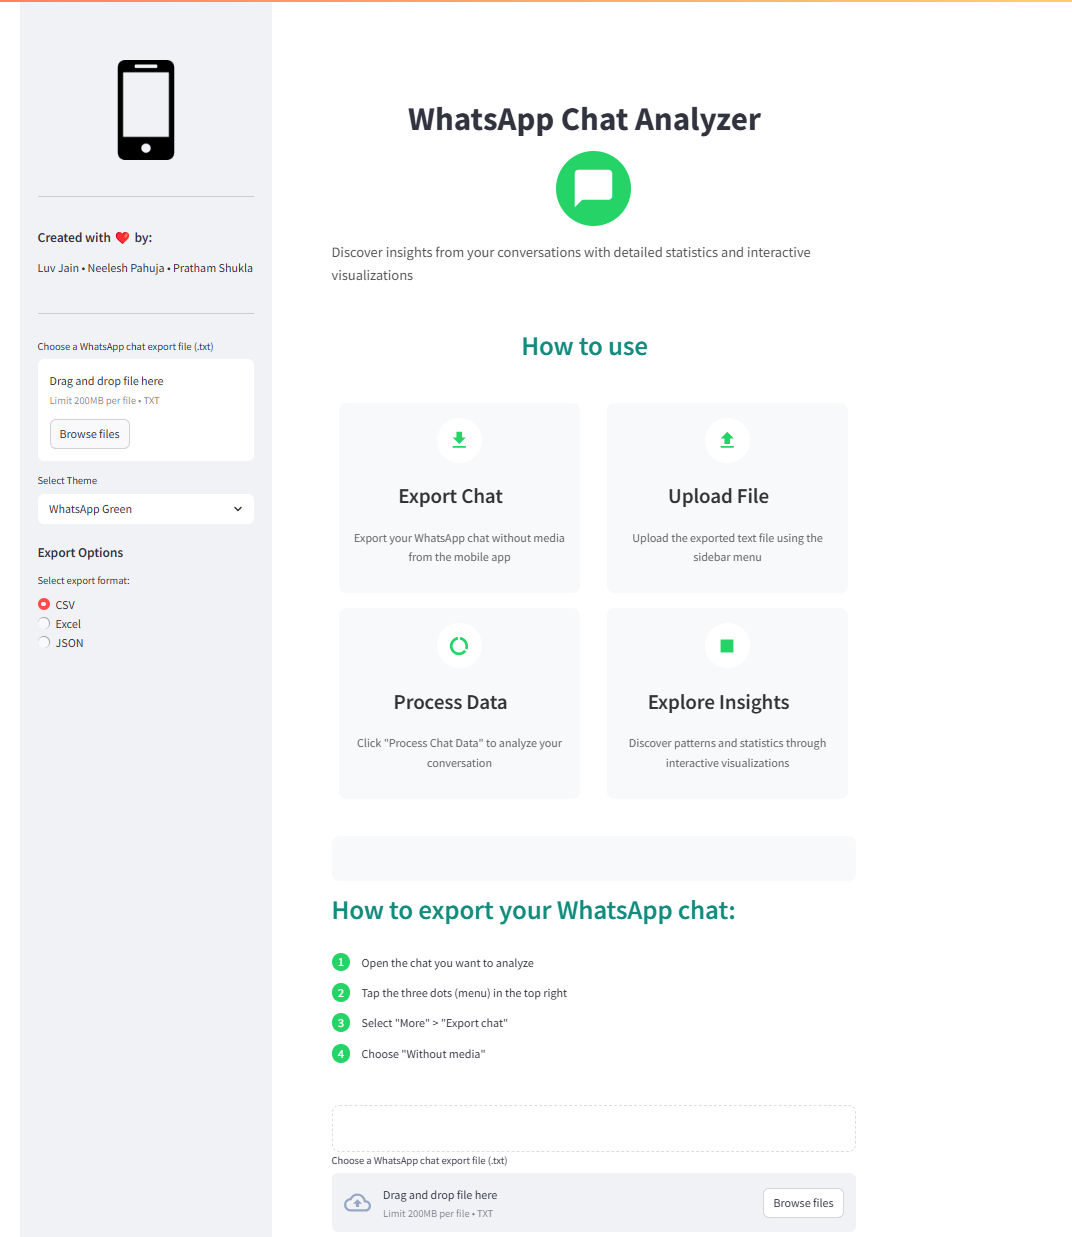 Created with ❤️ by:
Luv Jain • Neelesh Pahuja • Pratham Shukla
Choose a WhatsApp chat export file (.txt)
Drag and drop file here
Limit 200MB per file • TXT
Browse files
Select Theme
WhatsApp Green
Export Options
Select export format:
CSV
Excel
JSON
WhatsApp Chat Analyzer
Discover insights from your conversations with detailed statistics and interactive
visualizations
How to use
Export Chat
Export your WhatsApp chat without media
from the mobile app
Upload File
Upload the exported text file using the
sidebar menu
Process Data
Click "Process Chat Data" to analyze your
conversation
Explore Insights
Discover patterns and statistics through
interactive visualizations
How to export your WhatsApp chat:
1 Open the chat you want to analyze
2 Tap the three dots (menu) in the top right
3 Select "More" > "Export chat"
4 Choose "Without media"
Choose a WhatsApp chat export file (.txt)
Drag and drop file here
Limit 200MB per file • TXT
Browse files